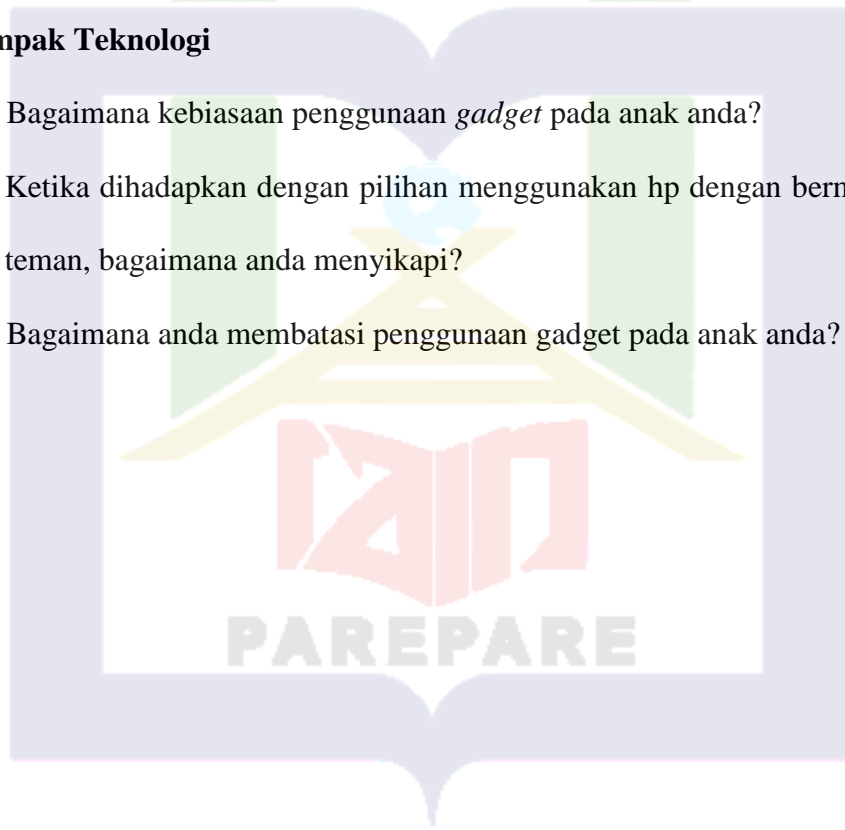 mpak Teknologi
Bagaimana kebiasaan penggunaan gadget pada anak anda?
Ketika dihadapkan dengan pilihan menggunakan hp dengan bern
teman, bagaimana anda menyikapi?
Bagaimana anda membatasi penggunaan gadget pada anak anda?
iain
PAREPARE